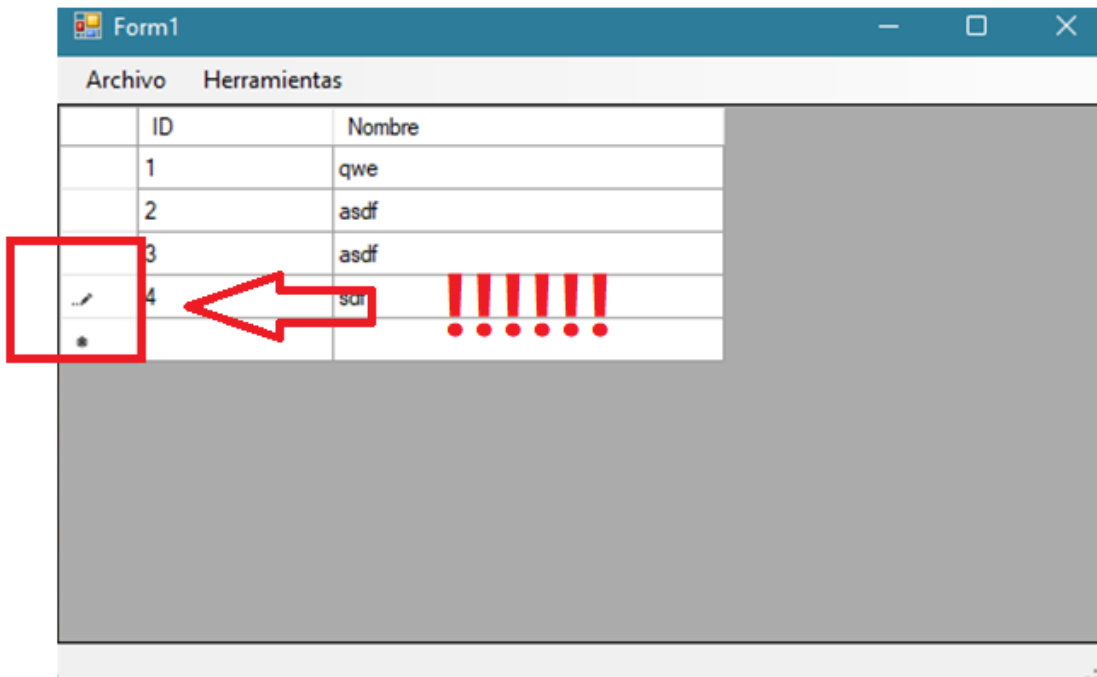 Form1
Archivo Herramientas
ID Nombre
1 qwe
2 asdf
3 asdf
4 sdf
!!!!!!